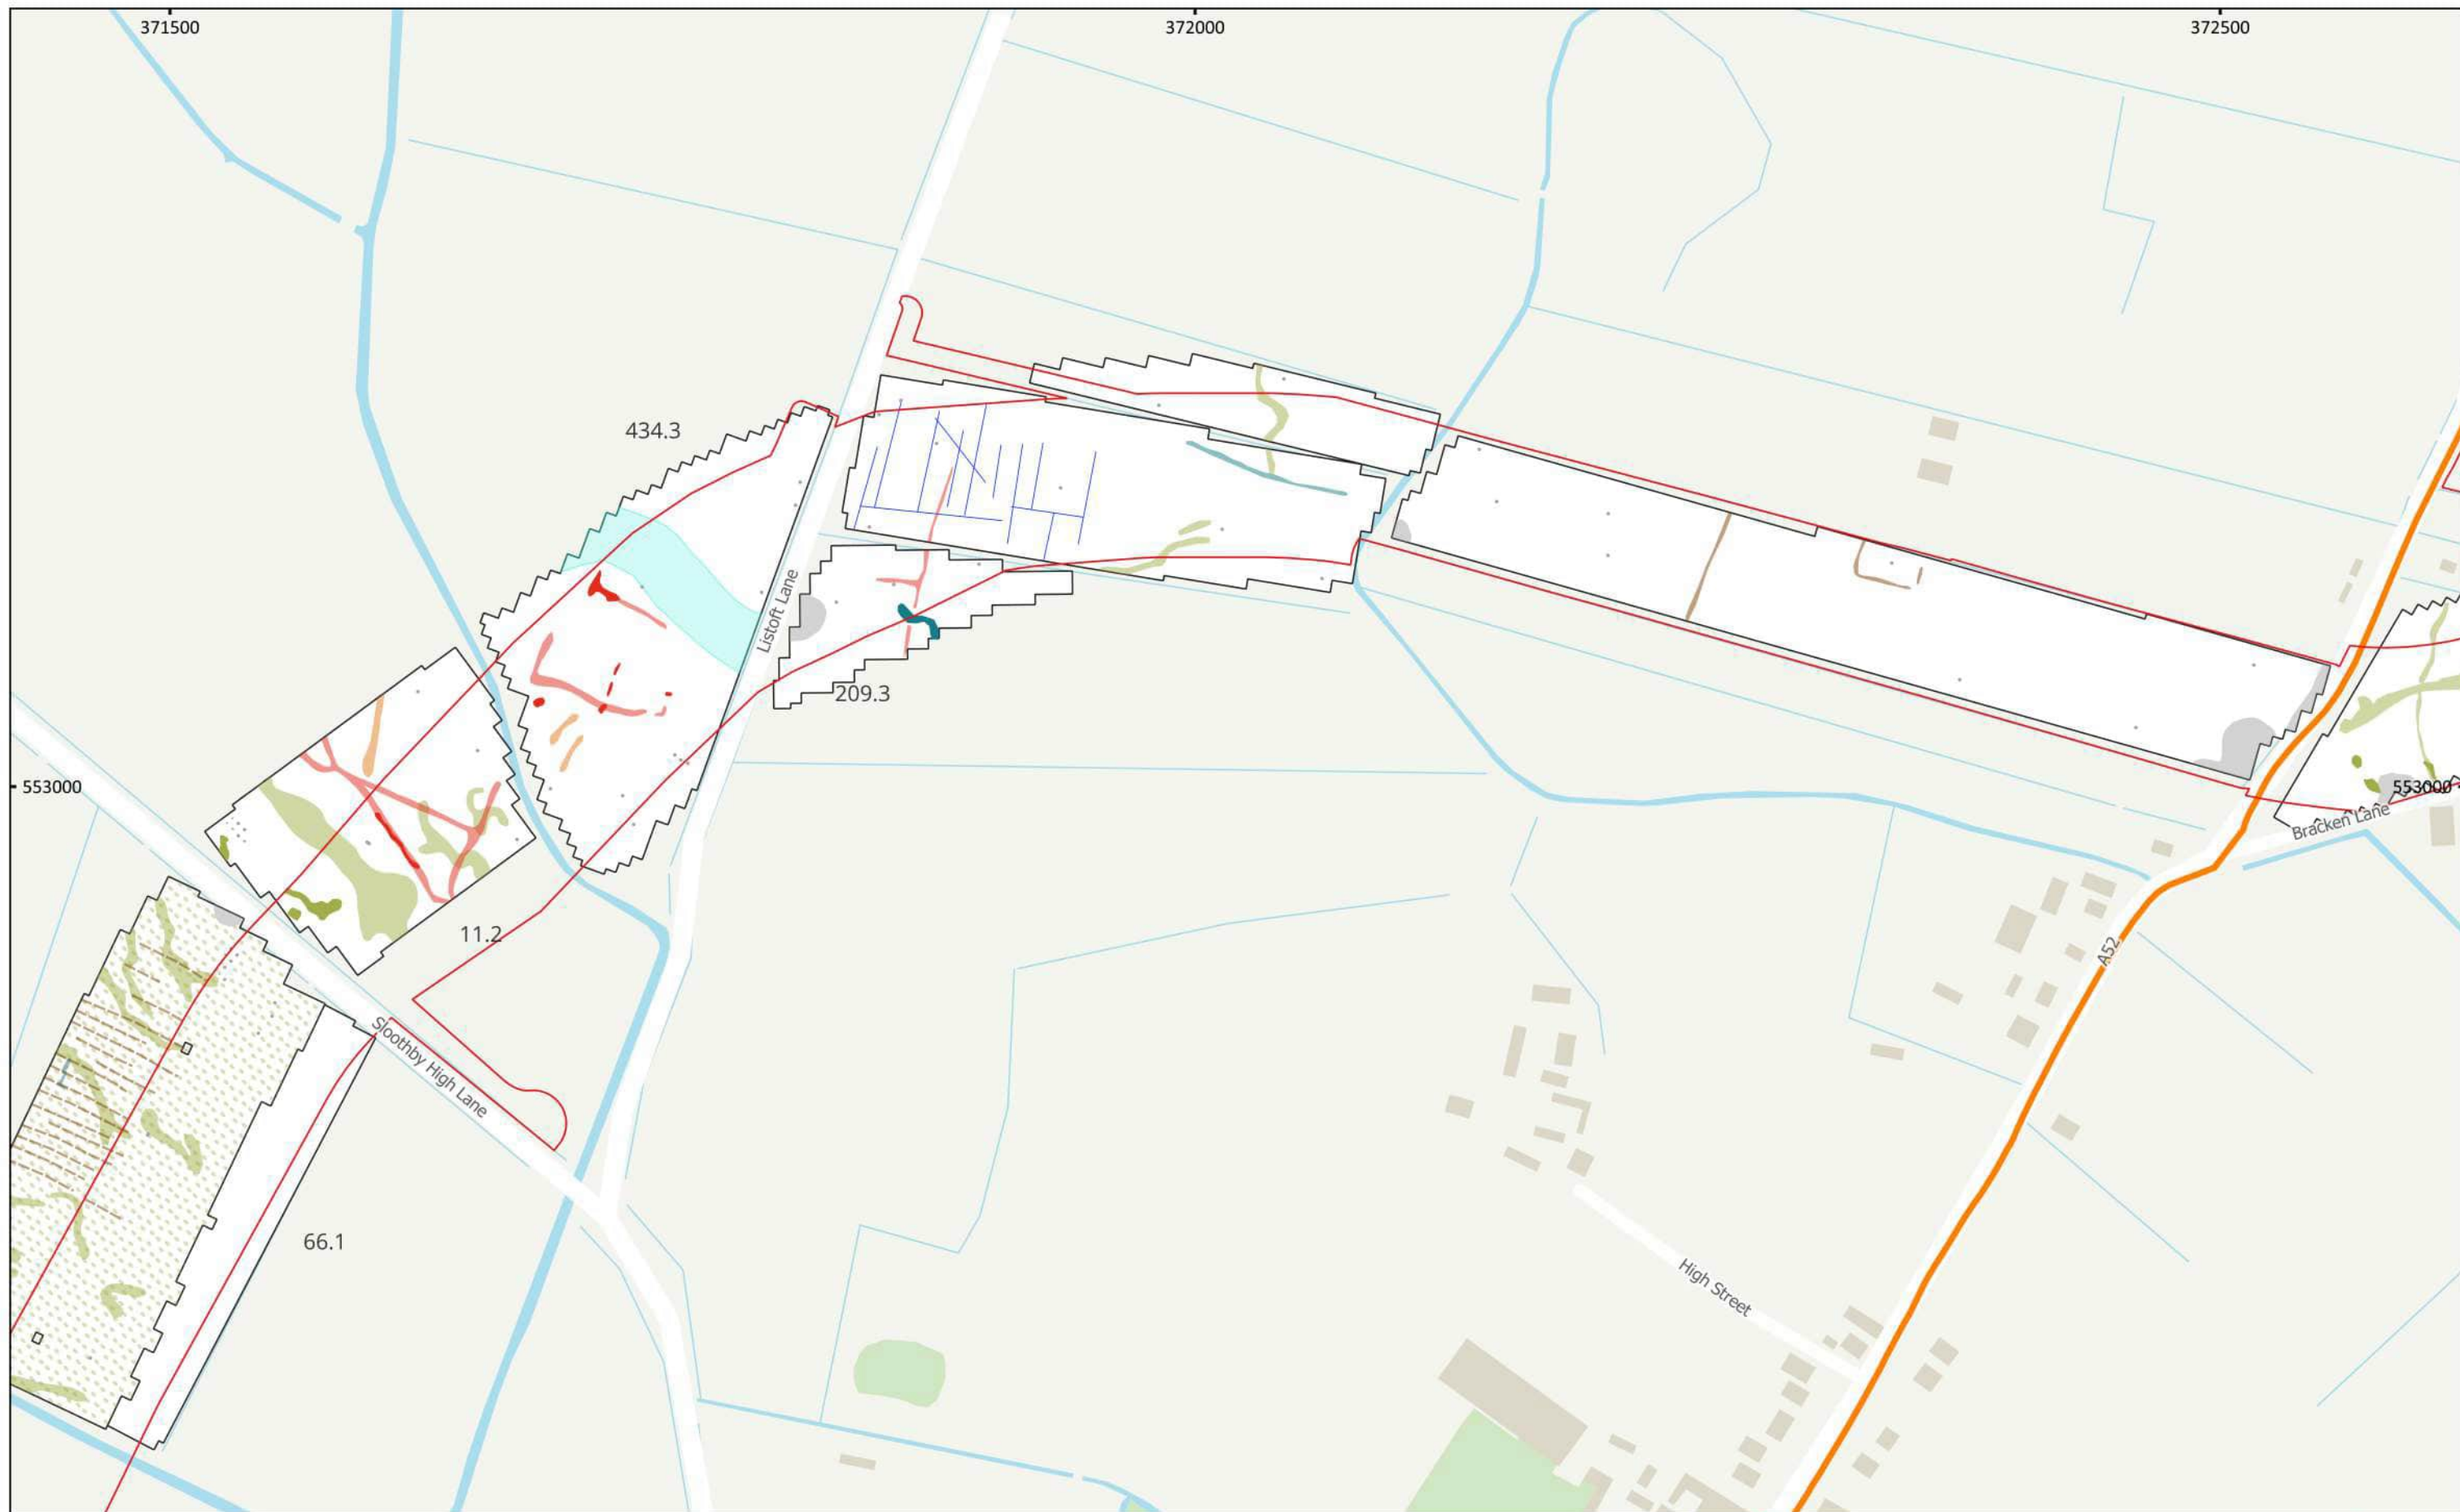 371500
372000
372500
434.3
Listoft Lane
209.3
553000
553000
Bracken Lane
11.2
A52
Sloothby High Lane
66.1
High Street